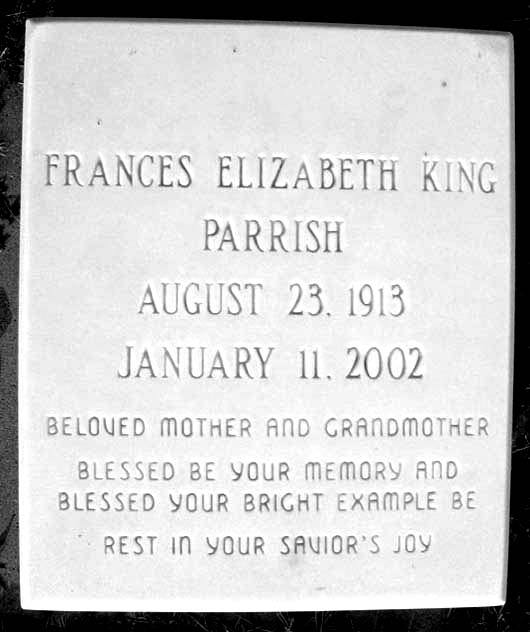 FRANCES ELIZABETH KING
PARRISH
AUGUST 23, 1913
JANUARY 11, 2002
BELOVED MOTHER AND GRANDMOTHER
BLESSED BE YOUR MEMORY AND
BLESSED YOUR BRIGHT EXAMPLE BE
REST IN YOUR SAVIOR'S JOY